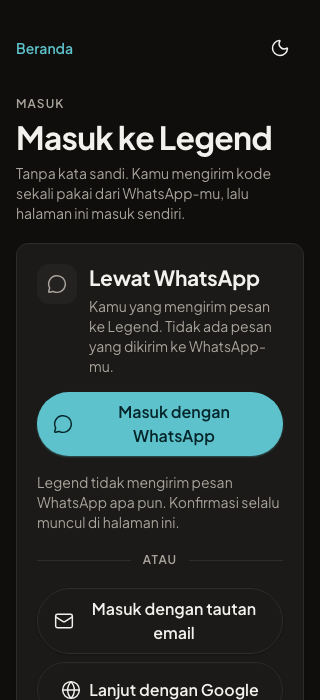 Beranda
MASUK
Masuk ke Legend
Tanpa kata sandi. Kamu mengirim kode
sekali pakai dari WhatsApp-mu, lalu
halaman ini masuk sendiri.
Lewat WhatsApp
Kamu yang mengirim pesan
ke Legend. Tidak ada pesan
yang dikirim ke WhatsApp-
mu.
Masuk dengan
WhatsApp
Legend tidak mengirim pesan
WhatsApp apa pun. Konfirmasi selalu
muncul di halaman ini.
ATAU
Masuk dengan tautan
email
Lanjut dengan Google